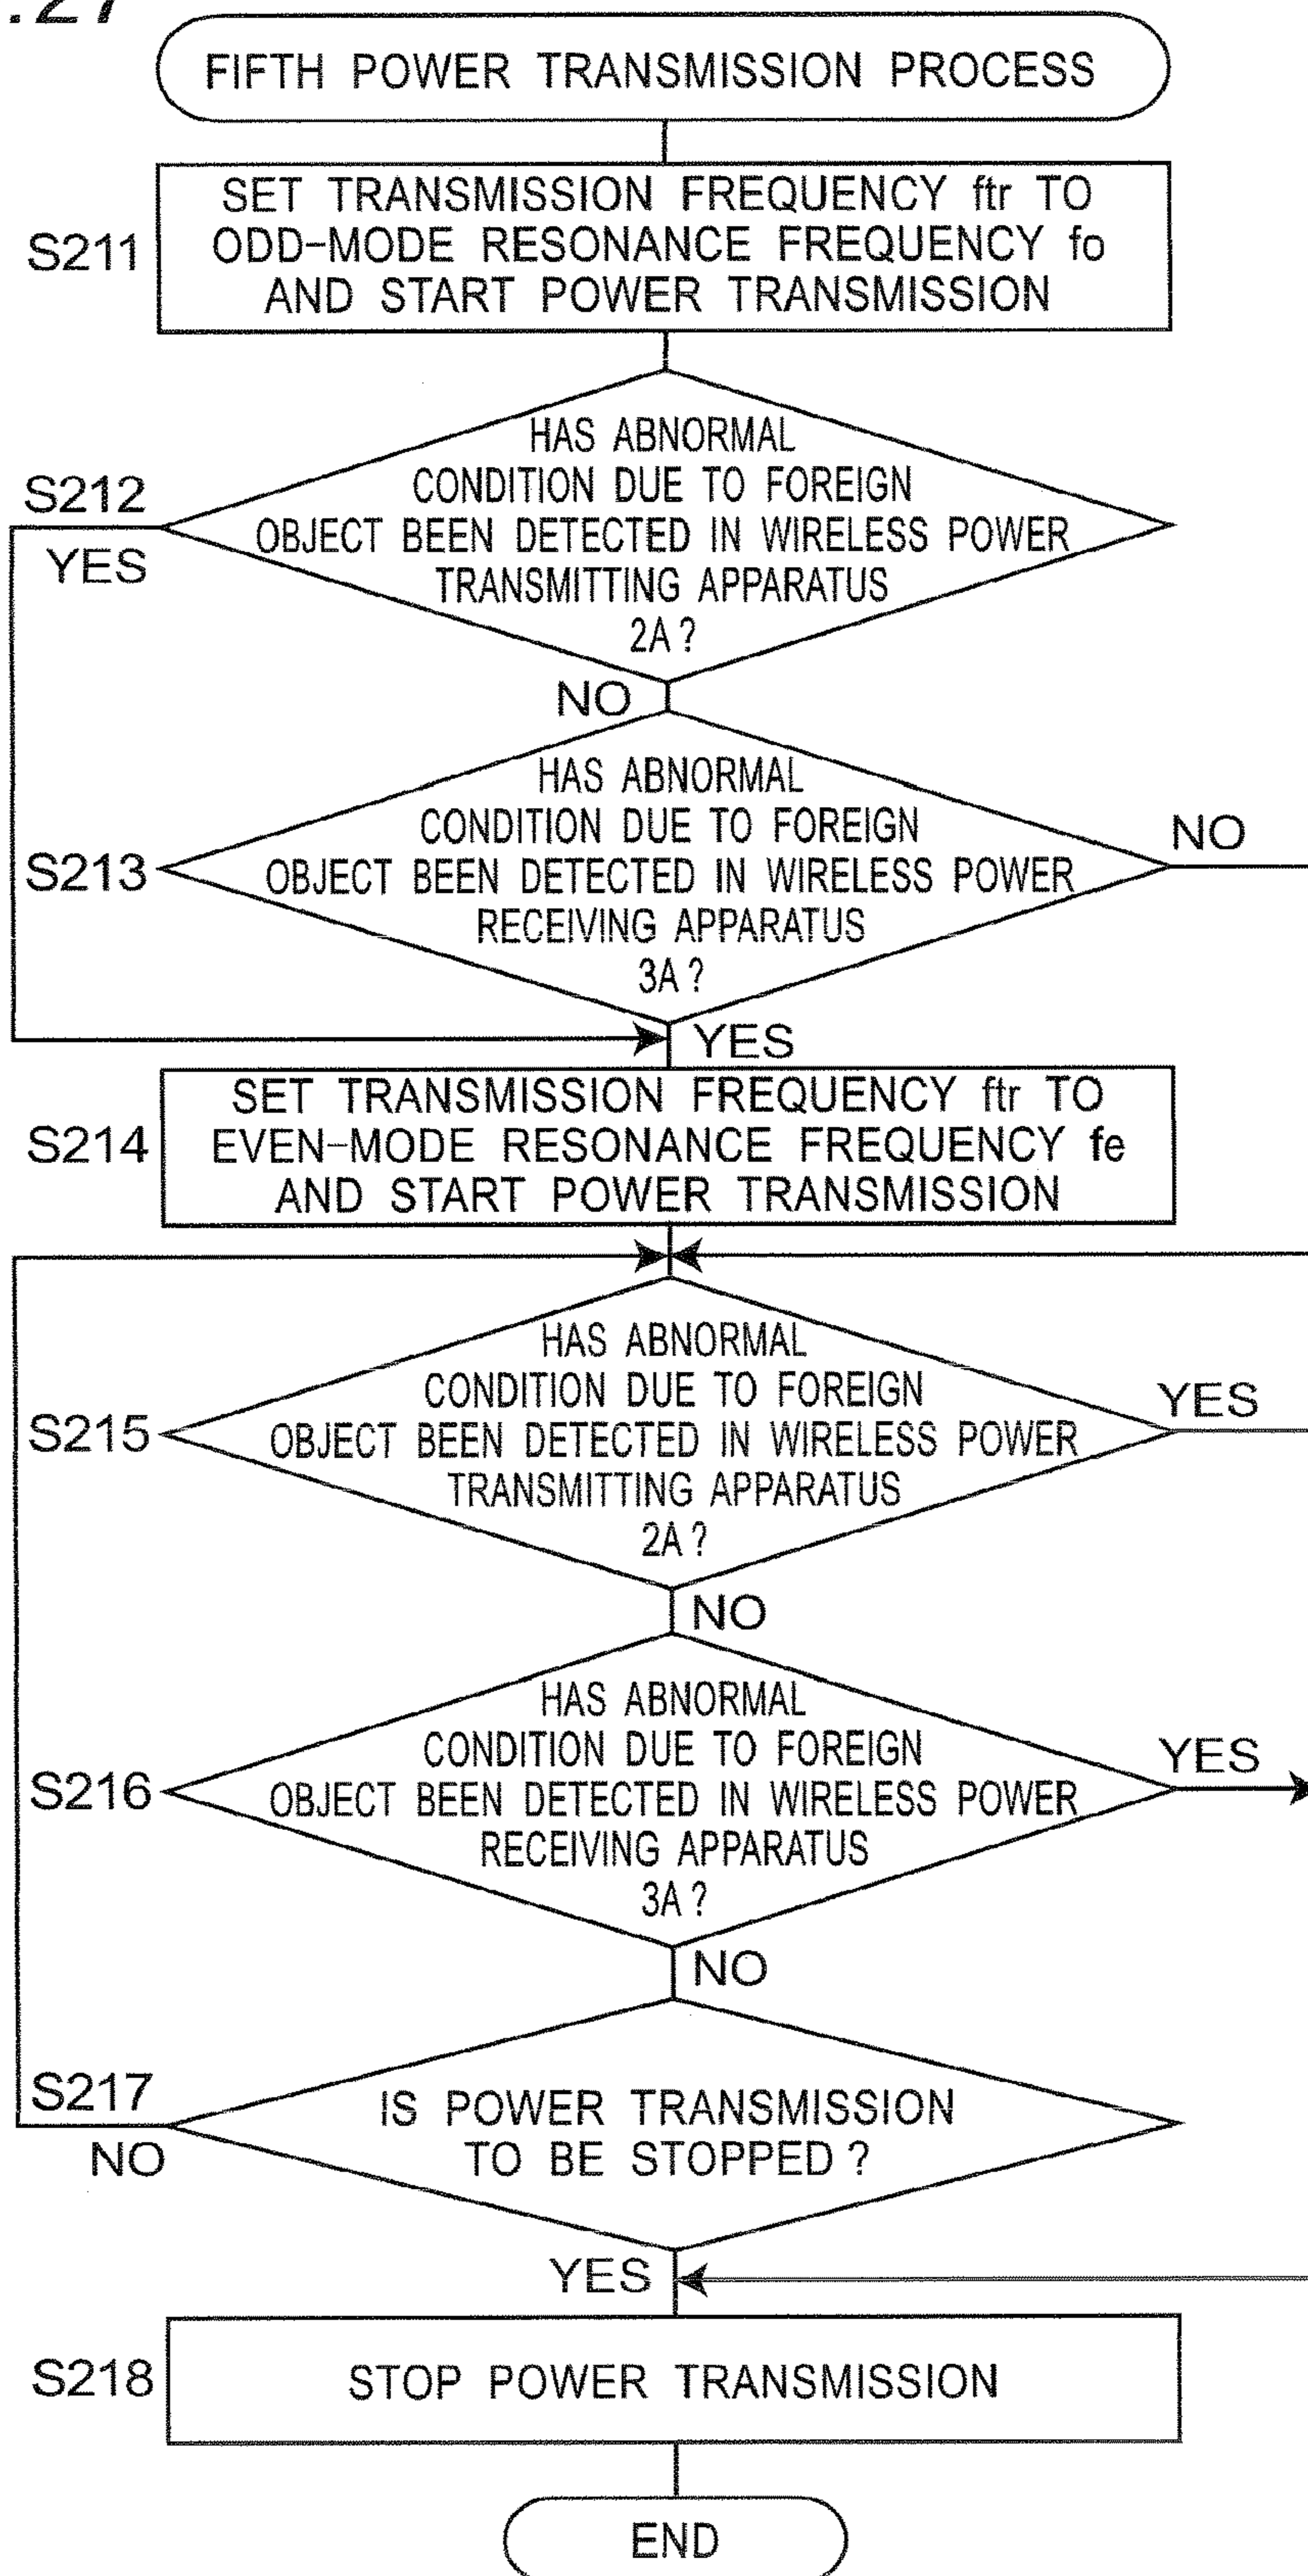 .27
FIFTH POWER TRANSMISSION PROCESS
S211
SET TRANSMISSION FREQUENCY ftr TO
ODD-MODE RESONANCE FREQUENCY fo
AND START POWER TRANSMISSION
S212
YES
HAS ABNORMAL
CONDITION DUE TO FOREIGN
OBJECT BEEN DETECTED IN WIRELESS POWER
TRANSMITTING APPARATUS
2A ?
NO
S213
HAS ABNORMAL
CONDITION DUE TO FOREIGN
OBJECT BEEN DETECTED IN WIRELESS POWER
RECEIVING APPARATUS
3A ?
NO
YES
S214
SET TRANSMISSION FREQUENCY ftr TO
EVEN-MODE RESONANCE FREQUENCY fe
AND START POWER TRANSMISSION
S215
HAS ABNORMAL
CONDITION DUE TO FOREIGN
OBJECT BEEN DETECTED IN WIRELESS POWER
TRANSMITTING APPARATUS
2A ?
YES
NO
S216
HAS ABNORMAL
CONDITION DUE TO FOREIGN
OBJECT BEEN DETECTED IN WIRELESS POWER
RECEIVING APPARATUS
3A ?
YES
NO
S217
NO
IS POWER TRANSMISSION
TO BE STOPPED ?
YES
S218
STOP POWER TRANSMISSION
END